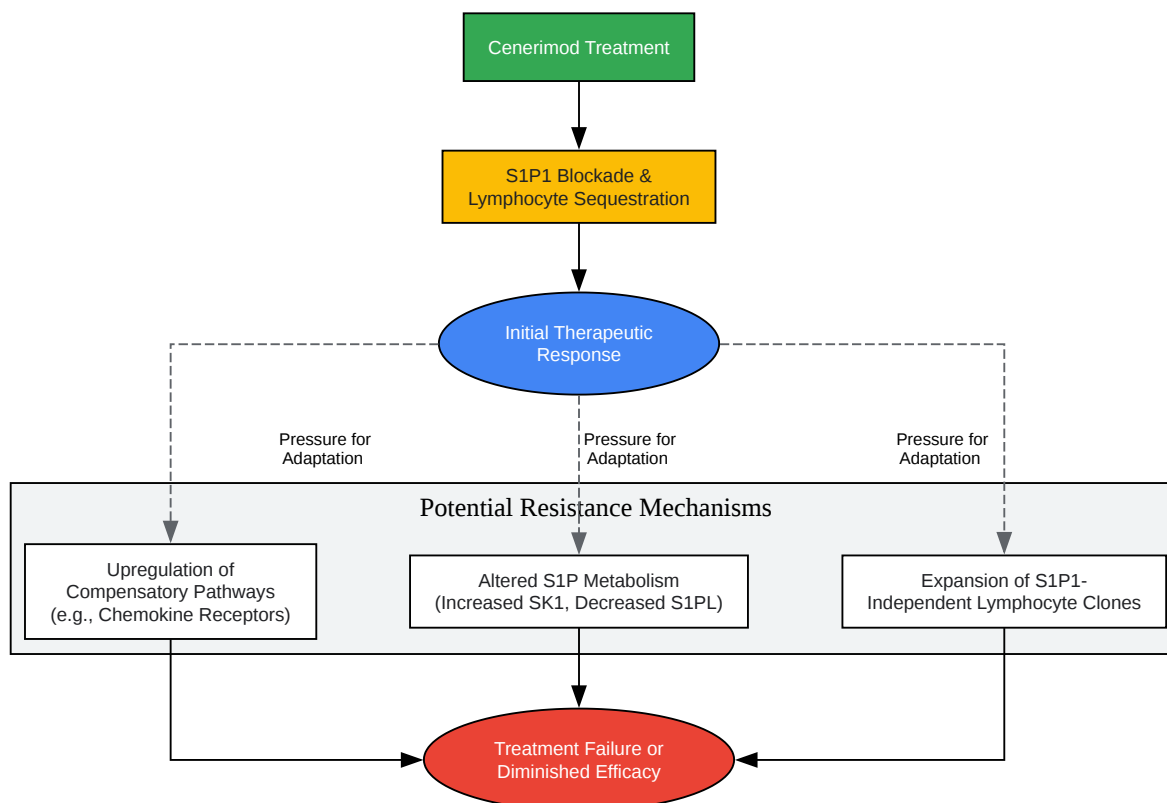 Cenerimod Treatment
S1P1 Blockade &
Lymphocyte Sequestration
Initial Therapeutic
Response
Pressure for
Adaptation
Pressure for
Adaptation
Pressure for
Adaptation
Potential Resistance Mechanisms
Upregulation of
Compensatory Pathways
(e.g., Chemokine Receptors)
Altered S1P Metabolism
(Increased SK1, Decreased S1PL)
Expansion of S1P1-
Independent Lymphocyte Clones
Treatment Failure or
Diminished Efficacy